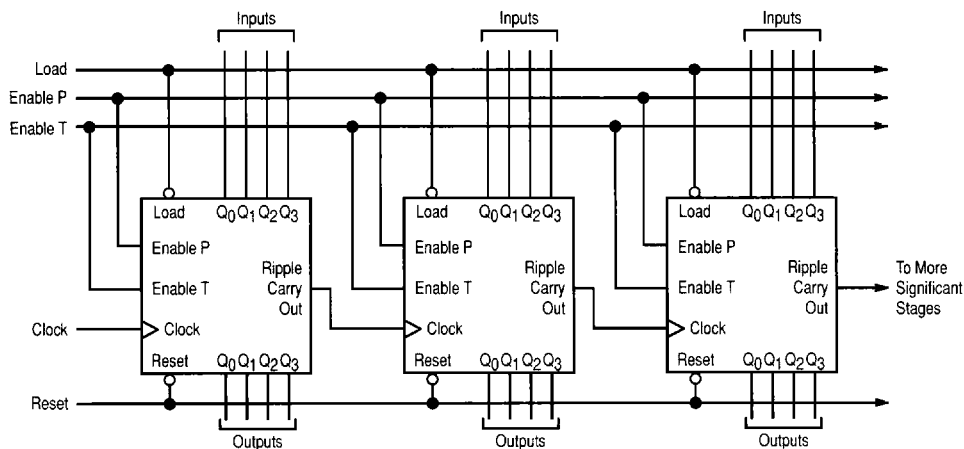 Inputs
Inputs
Inputs
Load
Enable P
Enable T
Load
Q0 Q1 Q2 Q3
Enable P
Enable T
Ripple
Carry
Out
Clock
Reset
Q0 Q1 Q2 Q3
Load
Q0 Q1 Q2 Q3
Enable P
Enable T
Ripple
Carry
Out
Clock
Reset
Q0 Q1 Q2 Q3
Load
Q0 Q1 Q2 Q3
Enable P
Enable T
Ripple
Carry
Out
Clock
Reset
Q0 Q1 Q2 Q3
To More
Significant
Stages
Clock
Reset
Outputs
Outputs
Outputs